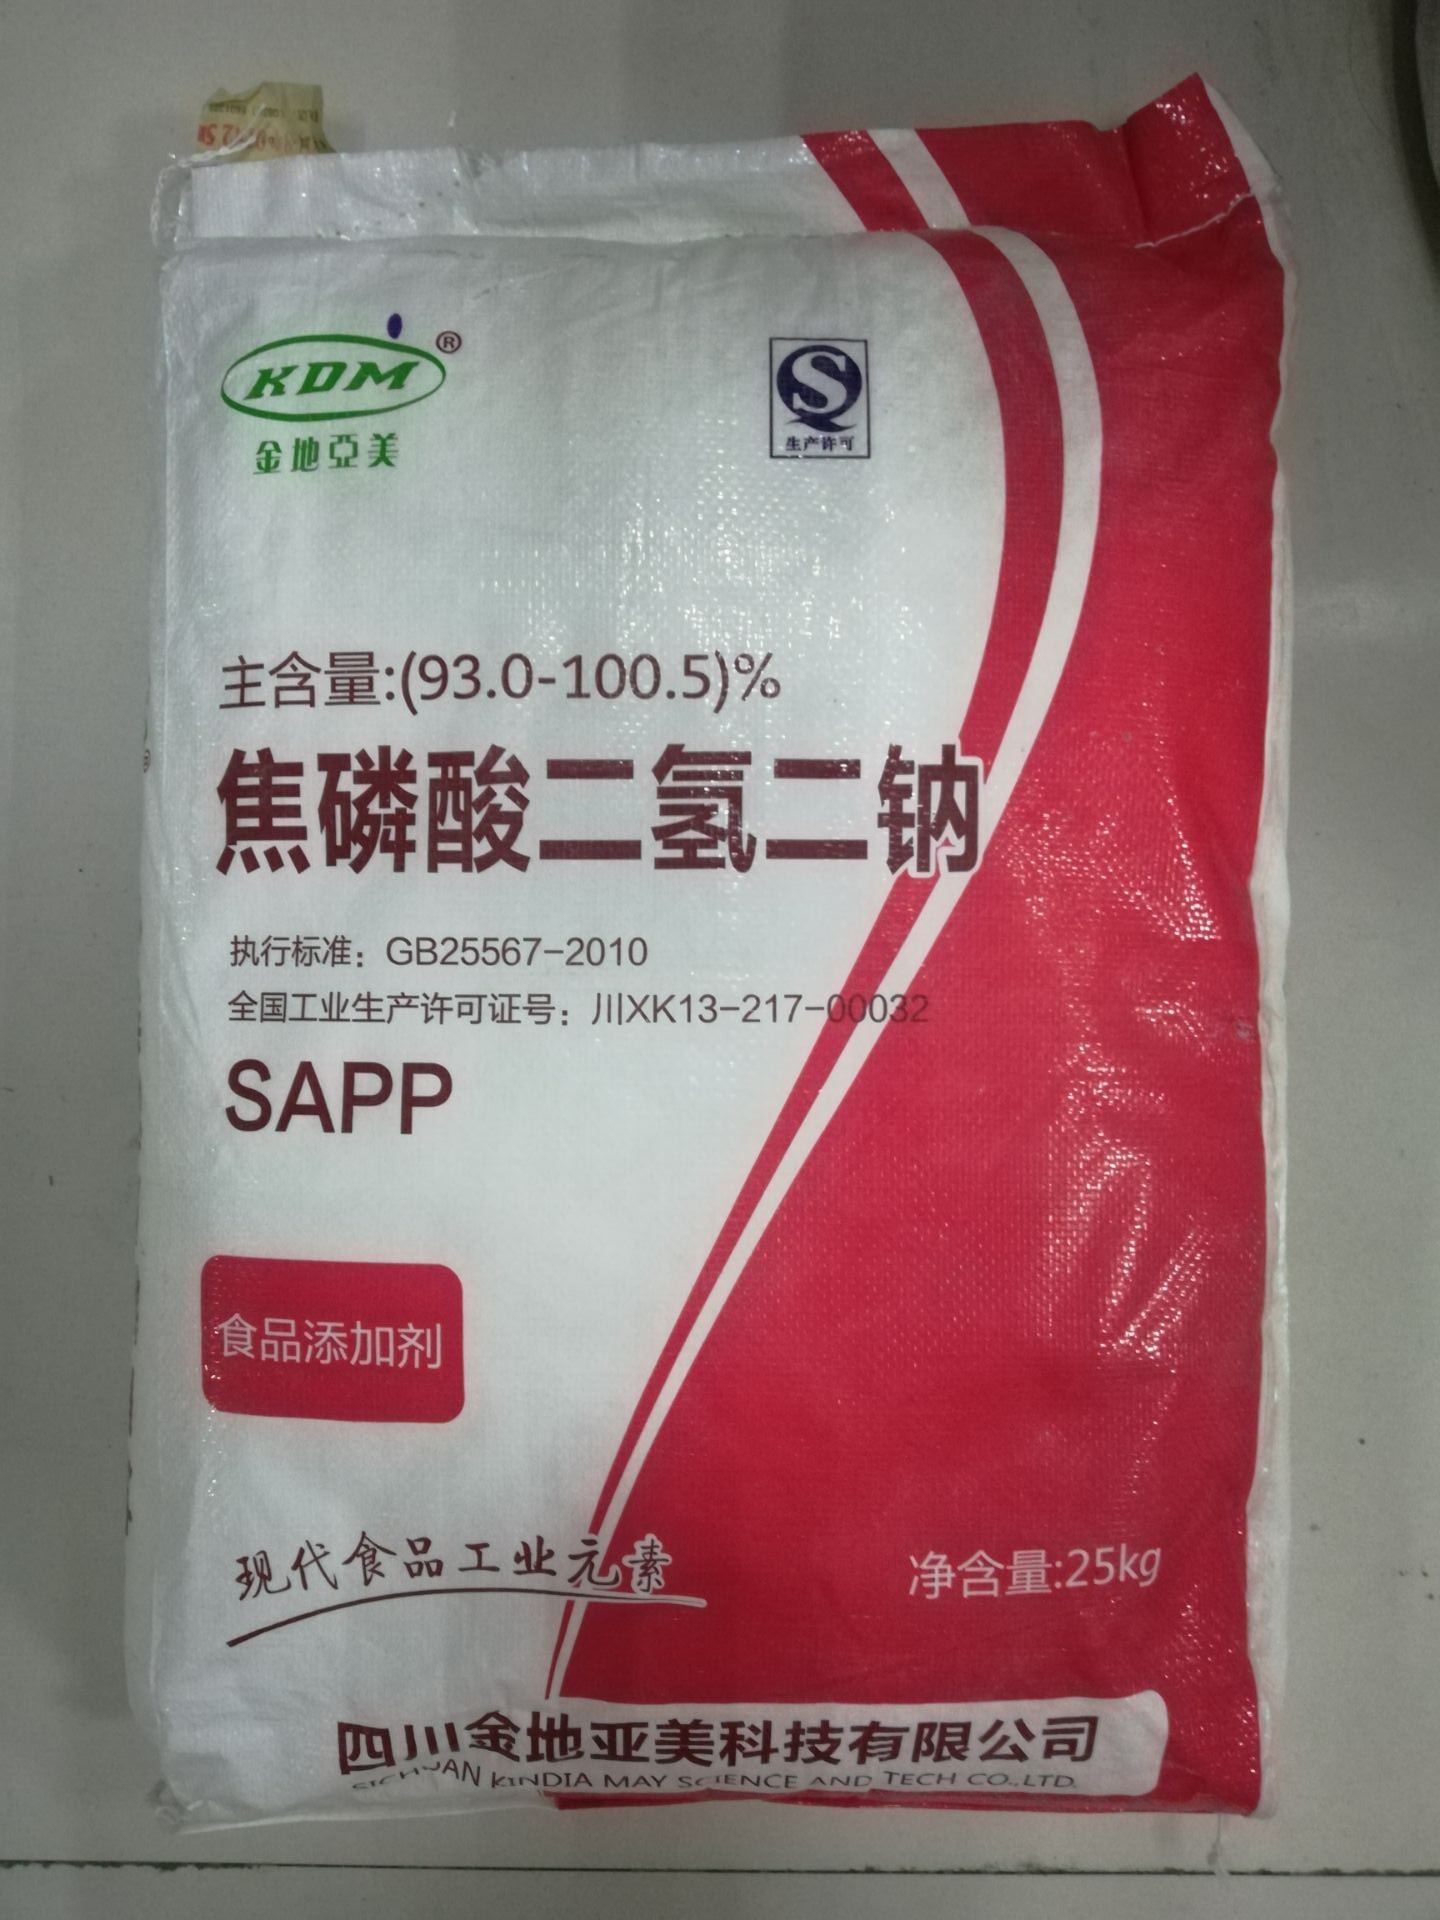 KDM®
金地亞美
QS
生产许可
主含量:(93.0-100.5)%
焦磷酸二氢二钠
执行标准：GB25567-2010
全国工业生产许可证号：川XK13-217-00032
SAPP
食品添加剂
现代食品工业元素
净含量:25kg
四川金地亚美科技有限公司
SICHUAN KINDIA MAY SCIENCE AND TECH CO.,LTD.